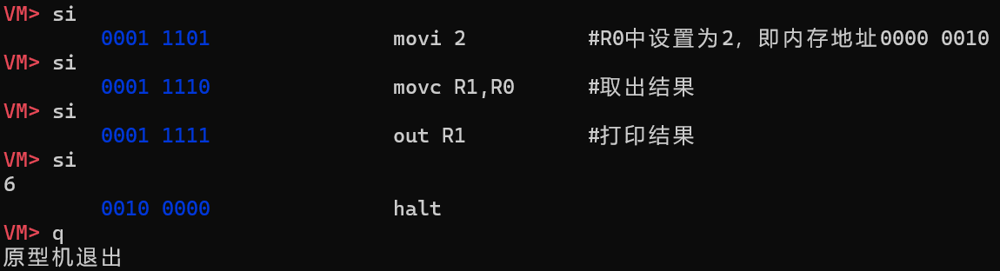 VM> si
0001 1101 movi 2 #R0中设置为2，即内存地址0000 0010
VM> si
0001 1110 movc R1,R0 #取出结果
VM> si
0001 1111 out R1 #打印结果
VM> si
6
0010 0000 halt
VM> q
原型机退出